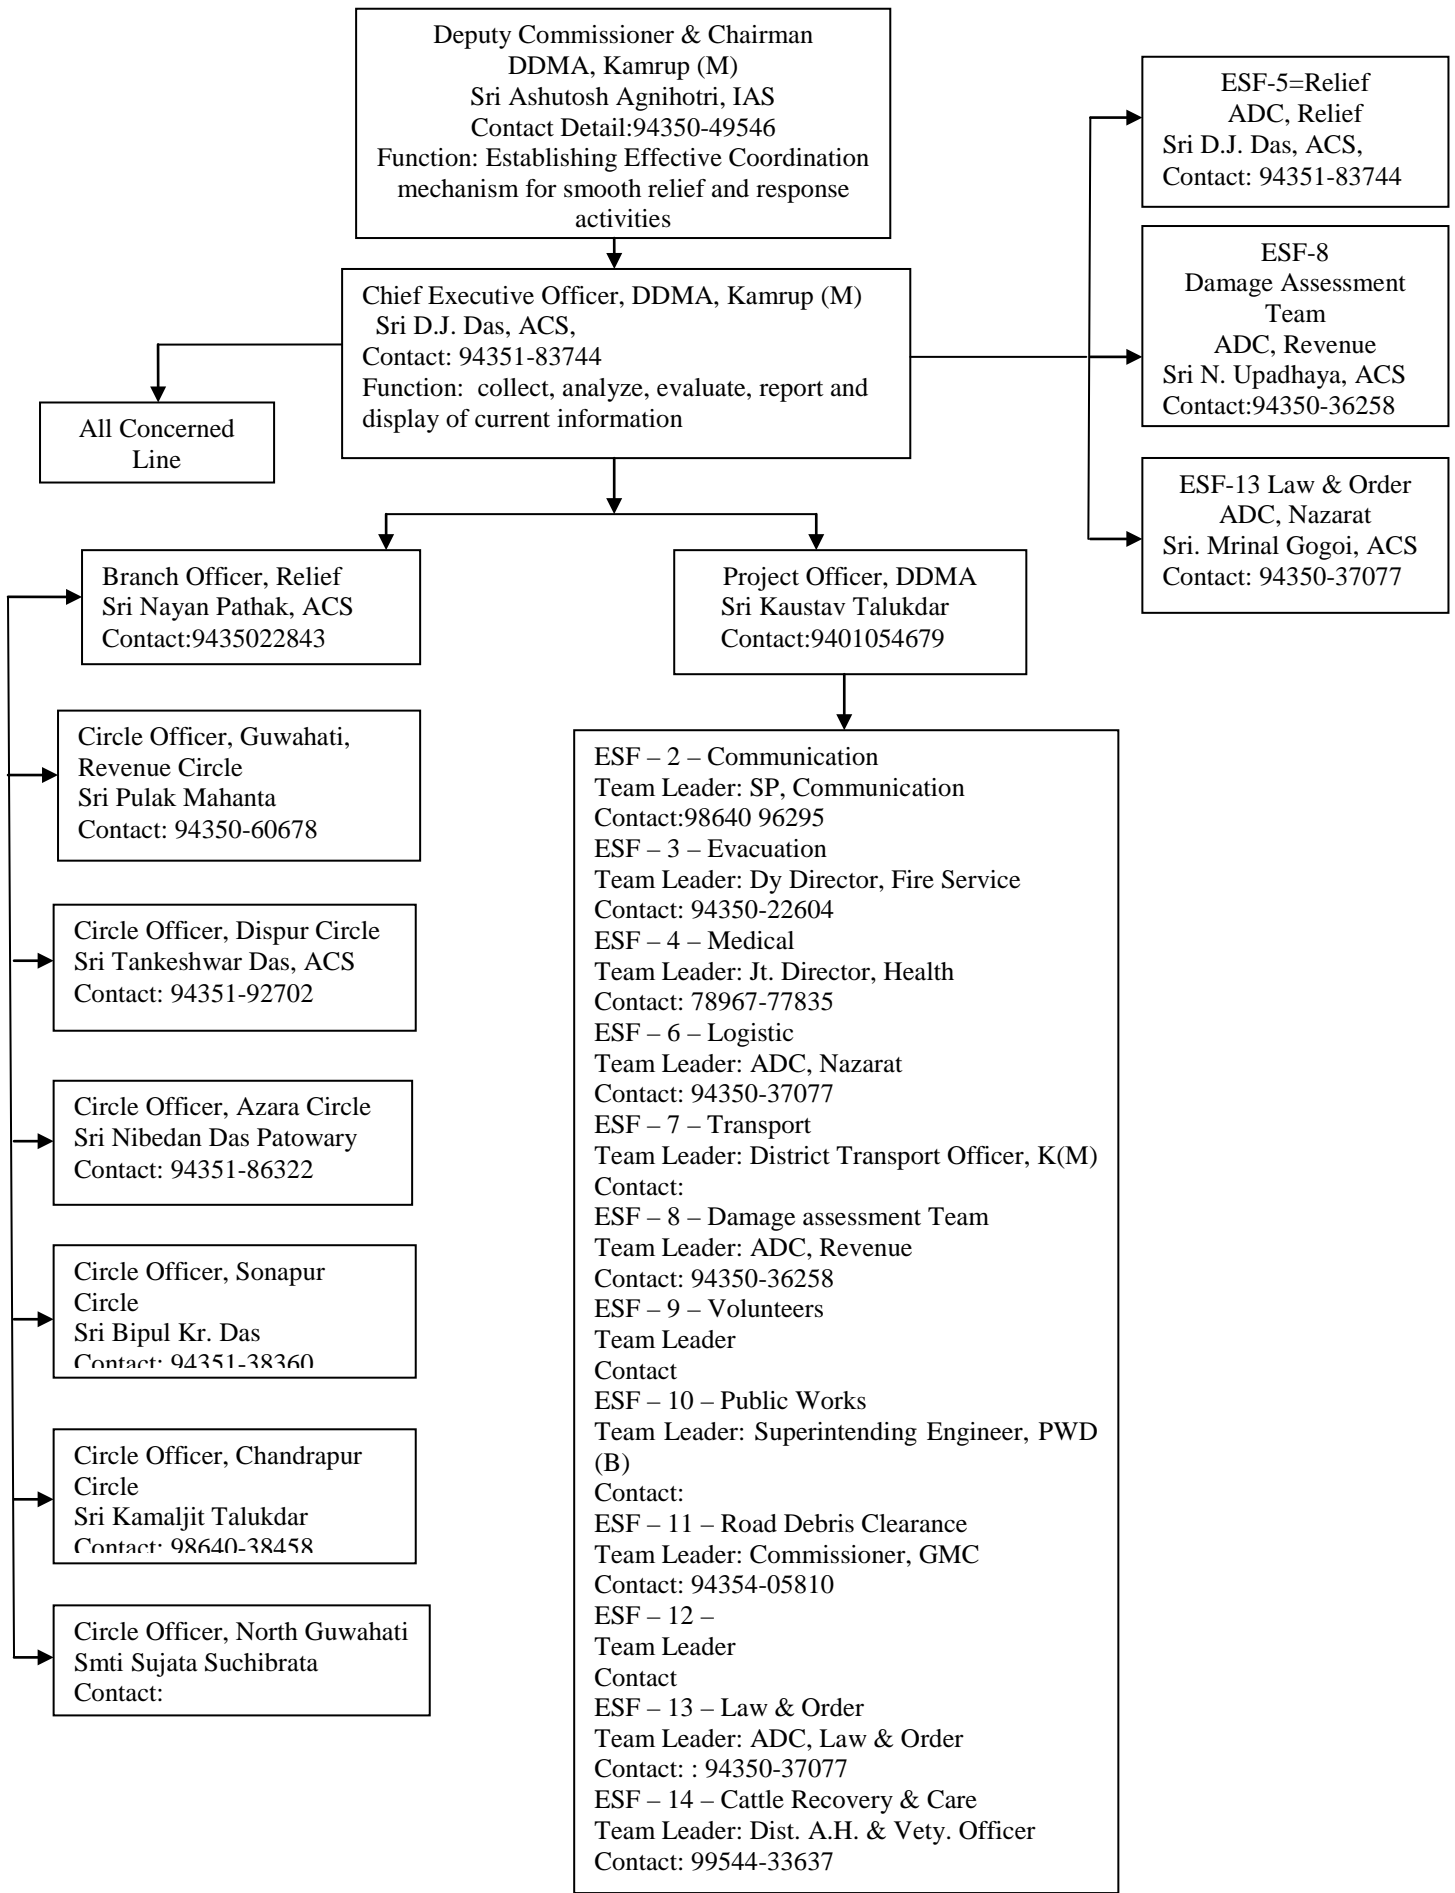 Deputy Commissioner & Chairman
DDMA, Kamrup (M)
Sri Ashutosh Agnihotri, IAS
Contact Detail:94350-49546
Function: Establishing Effective Coordination
mechanism for smooth relief and response
activities
ESF-5=Relief
ADC, Relief
Sri D.J. Das, ACS,
Contact: 94351-83744
ESF-8
Damage Assessment
Team
ADC, Revenue
Sri N. Upadhaya, ACS
Contact:94350-36258
ESF-13 Law & Order
ADC, Nazarat
Sri. Mrinal Gogoi, ACS
Contact: 94350-37077
Chief Executive Officer, DDMA, Kamrup (M)
Sri D.J. Das, ACS,
Contact: 94351-83744
Function: collect, analyze, evaluate, report and
display of current information
All Concerned
Line
Branch Officer, Relief
Sri Nayan Pathak, ACS
Contact:9435022843
Project Officer, DDMA
Sri Kaustav Talukdar
Contact:9401054679
Circle Officer, Guwahati,
Revenue Circle
Sri Pulak Mahanta
Contact: 94350-60678
Circle Officer, Dispur Circle
Sri Tankeshwar Das, ACS
Contact: 94351-92702
Circle Officer, Azara Circle
Sri Nibedan Das Patowary
Contact: 94351-86322
Circle Officer, Sonapur
Circle
Sri Bipul Kr. Das
Contact: 94351-38360
Circle Officer, Chandrapur
Circle
Sri Kamaljit Talukdar
Contact: 98640-38458
Circle Officer, North Guwahati
Smti Sujata Suchibrata
Contact:
ESF – 2 – Communication
Team Leader: SP, Communication
Contact:98640 96295
ESF – 3 – Evacuation
Team Leader: Dy Director, Fire Service
Contact: 94350-22604
ESF – 4 – Medical
Team Leader: Jt. Director, Health
Contact: 78967-77835
ESF – 6 – Logistic
Team Leader: ADC, Nazarat
Contact: 94350-37077
ESF – 7 – Transport
Team Leader: District Transport Officer, K(M)
Contact:
ESF – 8 – Damage assessment Team
Team Leader: ADC, Revenue
Contact: 94350-36258
ESF – 9 – Volunteers
Team Leader
Contact
ESF – 10 – Public Works
Team Leader: Superintending Engineer, PWD
(B)
Contact:
ESF – 11 – Road Debris Clearance
Team Leader: Commissioner, GMC
Contact: 94354-05810
ESF – 12 –
Team Leader
Contact
ESF – 13 – Law & Order
Team Leader: ADC, Law & Order
Contact: : 94350-37077
ESF – 14 – Cattle Recovery & Care
Team Leader: Dist. A.H. & Vety. Officer
Contact: 99544-33637